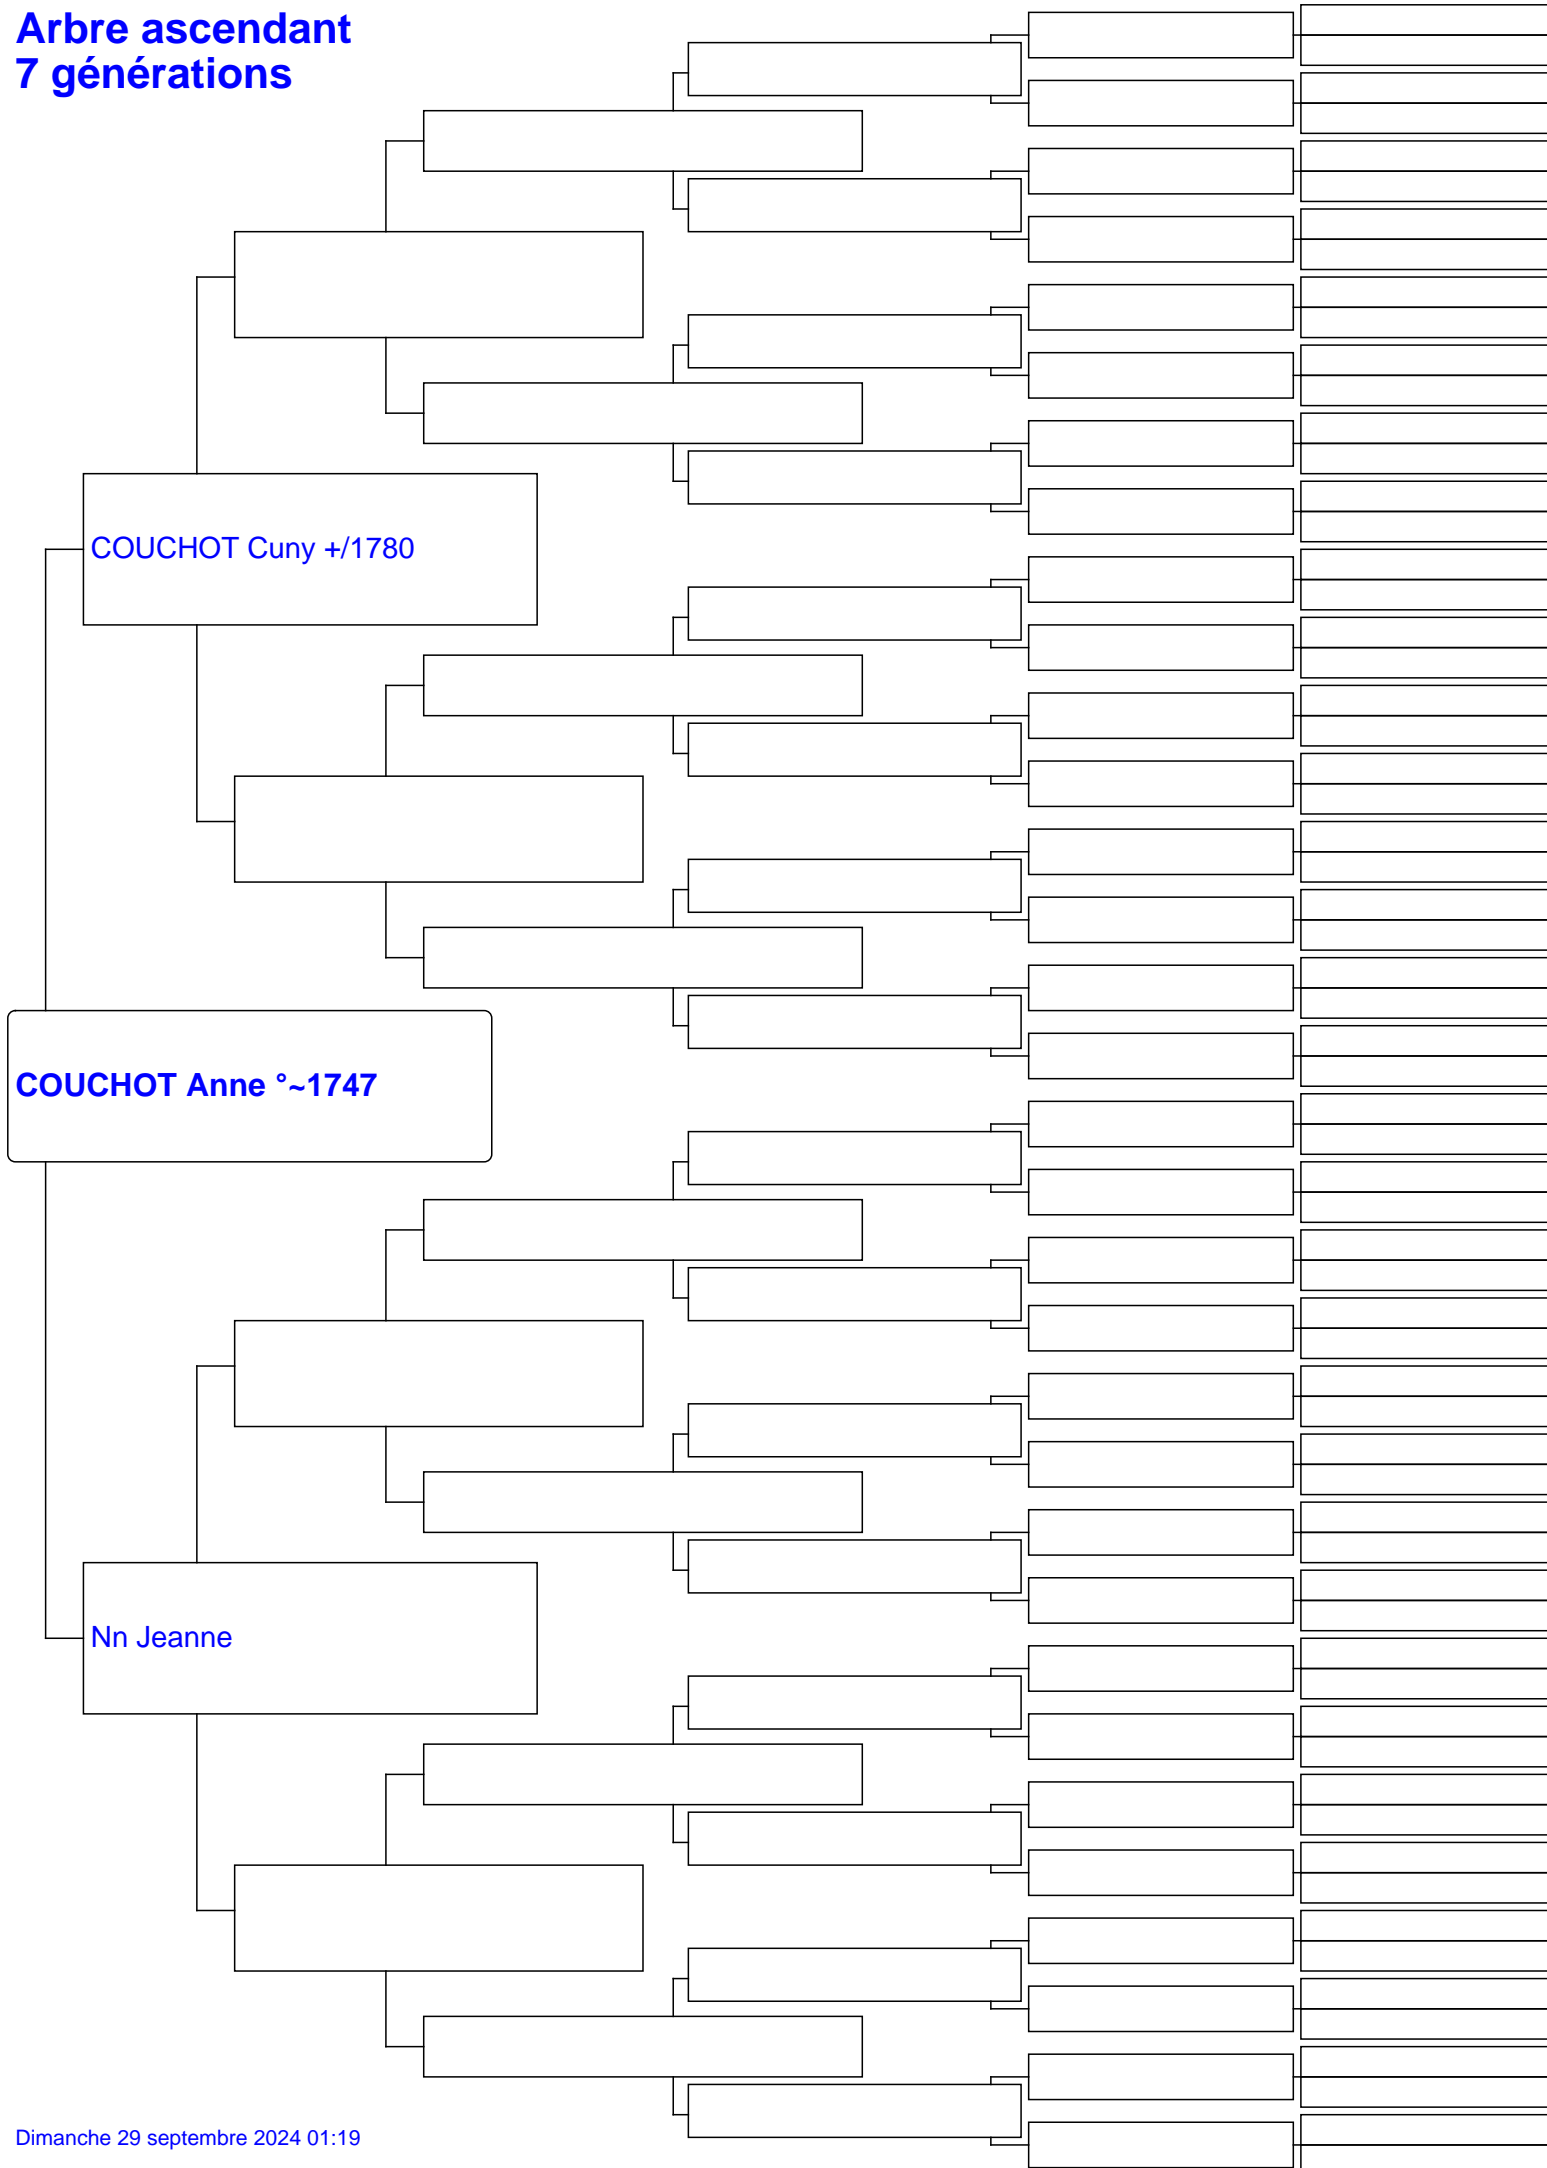 Arbre ascendant
7 générations
COUCHOT Cuny +/1780
COUCHOT Anne °~1747
Nn Jeanne
Dimanche 29 septembre 2024 01:19